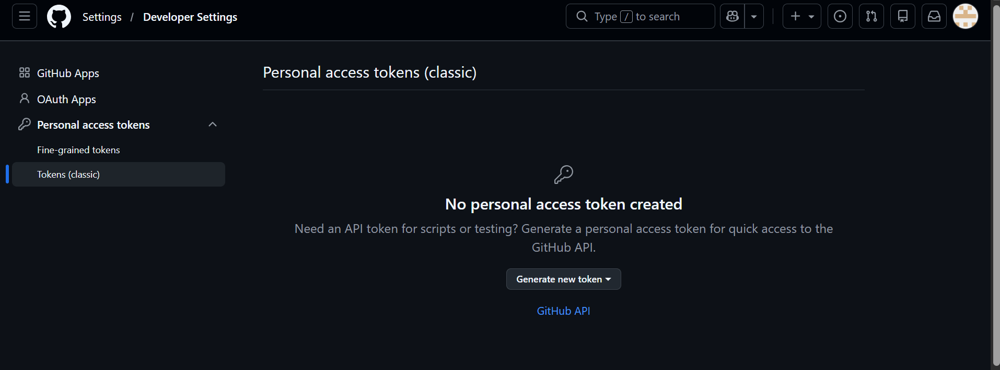 Settings / Developer Settings
Type / to search
GitHub Apps
OAuth Apps
Personal access tokens
Fine-grained tokens
Tokens (classic)
Personal access tokens (classic)
No personal access token created
Need an API token for scripts or testing? Generate a personal access token for quick access to the
GitHub API.
Generate new token
GitHub API